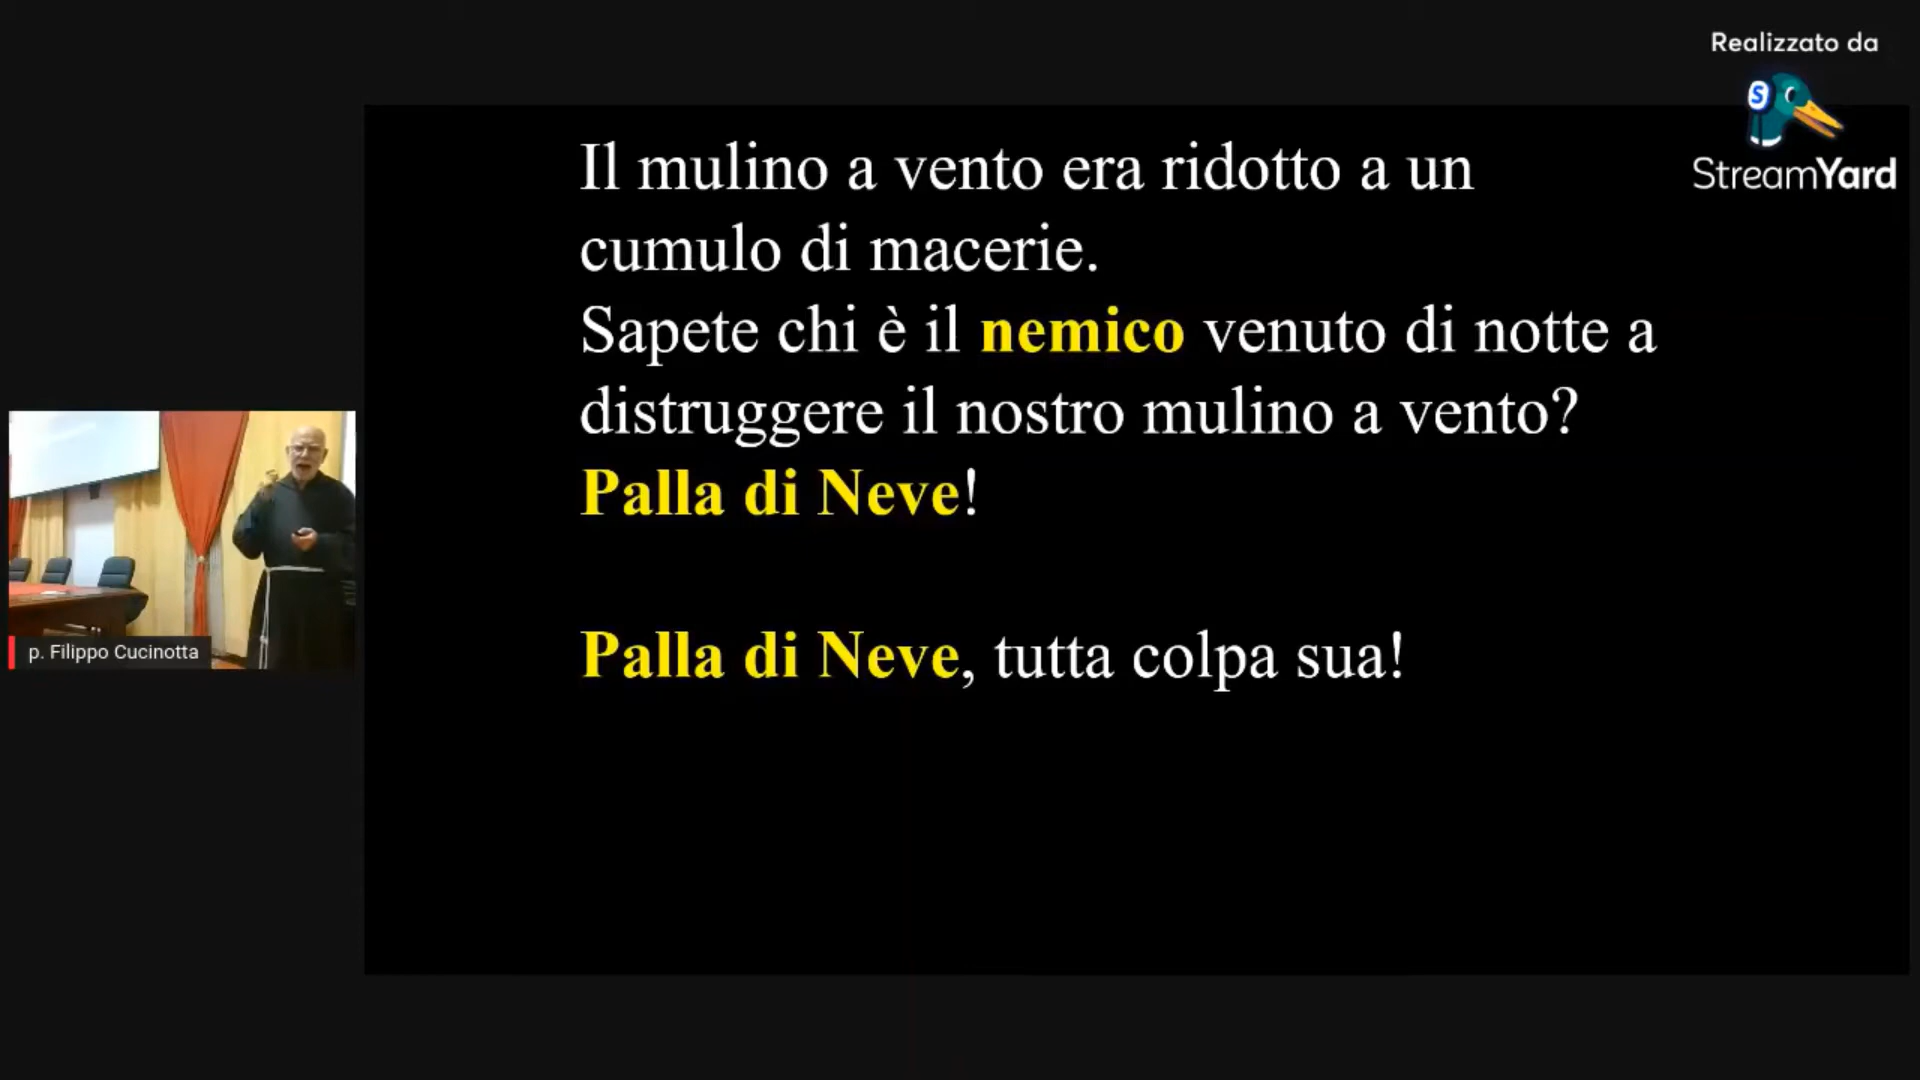 Realizzato da
StreamYard
Il mulino a vento era ridotto a un
cumulo di macerie.
Sapete chi è il nemico venuto di notte a
distruggere il nostro mulino a vento?
Palla di Neve!
Palla di Neve, tutta colpa sua!
p. Filippo Cucinotta